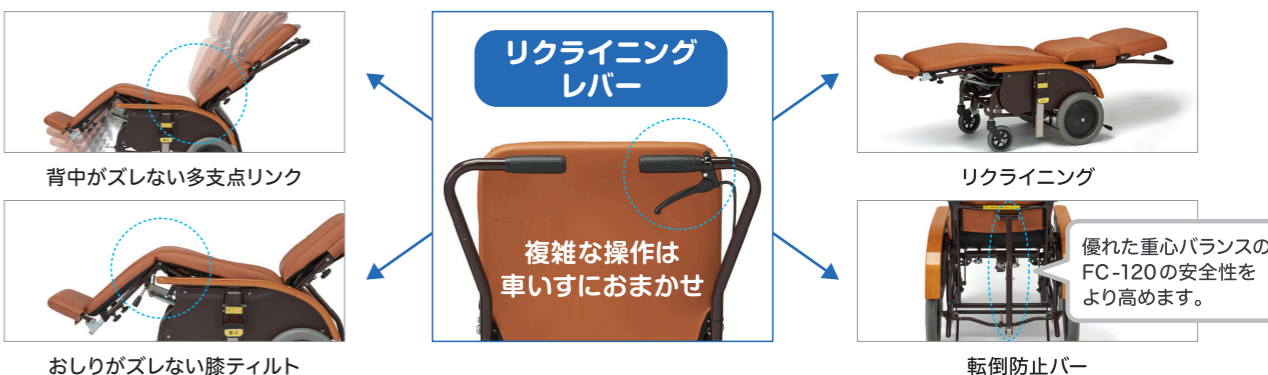 リクライニング
レバー
複雑な操作は
車いすにおまかせ
背中がズレない多支点リンク
おしりがズレない膝ティルト
リクライニング
転倒防止バー
優れた重心バランスの
FC-120の安全性を
より高めます。